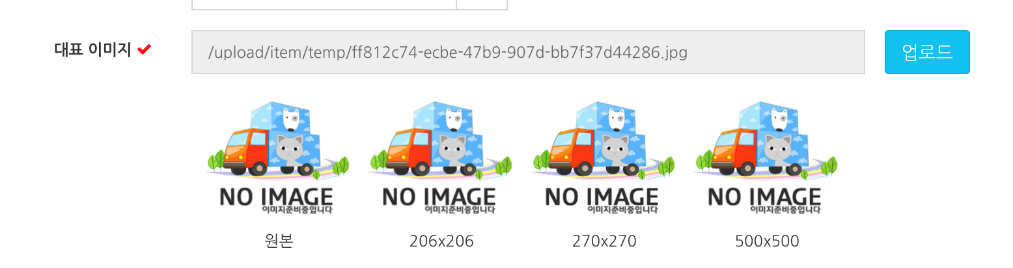 대표 이미지
/upload/item/temp/ff812c74-ecbe-47b9-907d-bb7f37d44286.jpg
업로드
NO IMAGE NO IMAGE NO IMAGE NO IMAGE
이미지준비중입니다 이미지준비중입니다 이미지준비중입니다 이미지준비중입니다
원본 206x206 270x270 500x500